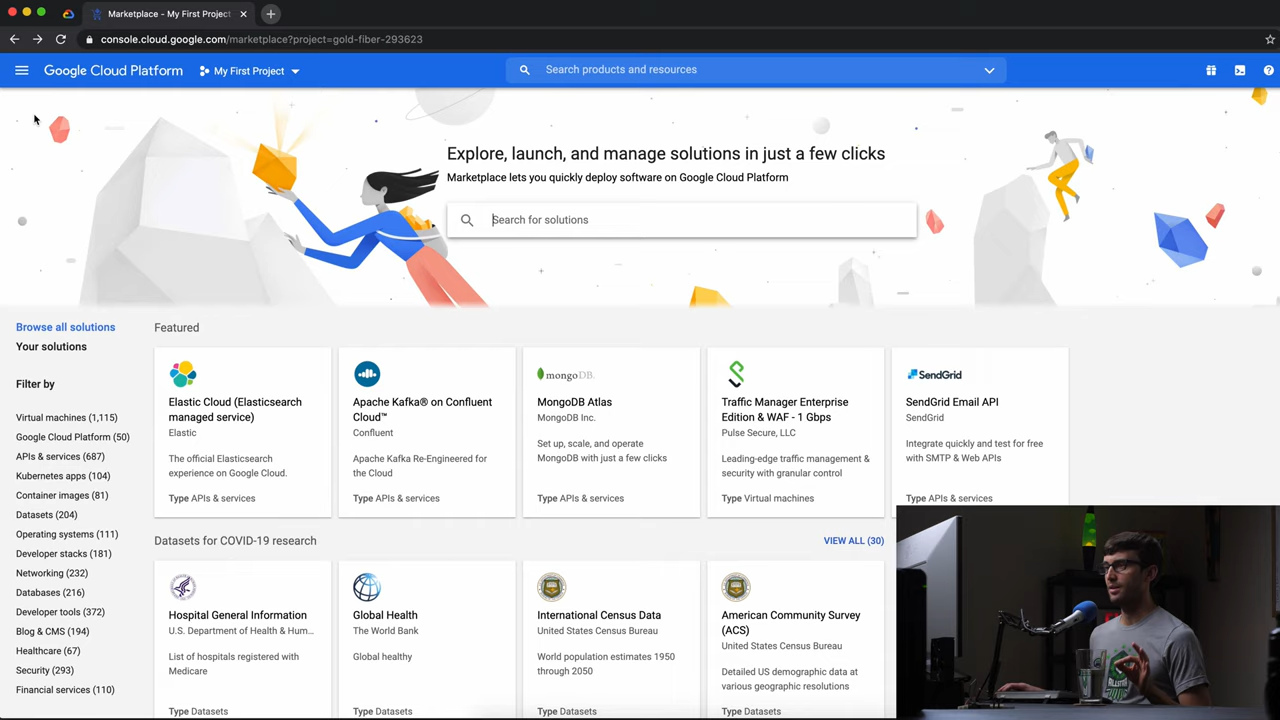 Marketplace - My First Project
console.cloud.google.com/marketplace?project=gold-fiber-293623
Google Cloud Platform
My First Project
Search products and resources
Explore, launch, and manage solutions in just a few clicks
Marketplace lets you quickly deploy software on Google Cloud Platform
Search for solutions
Browse all solutions
Your solutions
Filter by
Virtual machines (1,115)
Google Cloud Platform (50)
APIs & services (687)
Kubernetes apps (104)
Container images (81)
Datasets (204)
Operating systems (111)
Developer stacks (181)
Networking (232)
Databases (216)
Developer tools (372)
Blog & CMS (194)
Healthcare (67)
Security (293)
Financial services (110)
Featured
Elastic Cloud (Elasticsearch
managed service)
Elastic
The official Elasticsearch
experience on Google Cloud.
Type APIs & services
Apache Kafka® on Confluent
Cloud™
Confluent
Apache Kafka Re-Engineered for
the Cloud
Type APIs & services
mongoDB.
MongoDB Atlas
MongoDB Inc.
Set up, scale, and operate
MongoDB with just a few clicks
Type APIs & services
Traffic Manager Enterprise
Edition & WAF - 1 Gbps
Pulse Secure, LLC
Leading-edge traffic management &
security with granular control
Type Virtual machines
SendGrid
SendGrid Email API
SendGrid
Integrate quickly and test for free
with SMTP & Web APIs
Type APIs & services
Datasets for COVID-19 research
VIEW ALL (30)
Hospital General Information
U.S. Department of Health & Hum...
List of hospitals registered with
Medicare
Type Datasets
Global Health
The World Bank
Global healthy
Type Datasets
International Census Data
United States Census Bureau
World population estimates 1950
through 2050
Type Datasets
American Community Survey
(ACS)
United States Census Bureau
Detailed US demographic data at
various geographic resolutions
Type Datasets